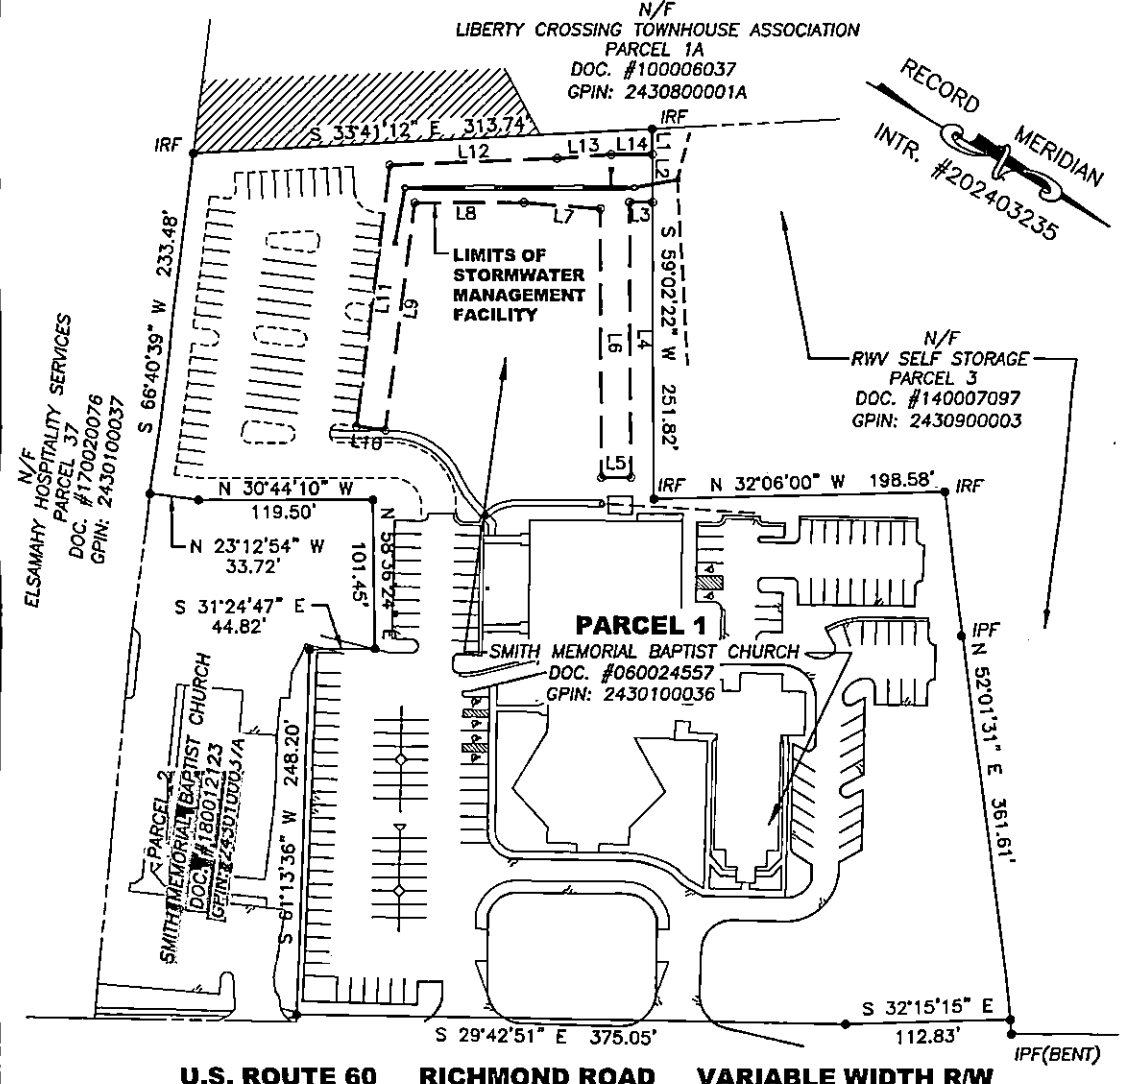 N/F
LIBERTY CROSSING TOWNHOUSE ASSOCIATION
PARCEL 1A
DOC. #100006037
GPIN: 2430800001A
RECORD MERIDIAN
INTR. #202403235
IRF
S 33°41'12" E 313.74'
IRF
L12
L13
L14
L1
L2
L8
L7
L3
LIMITS OF
STORMWATER
MANAGEMENT
FACILITY
S 66°40'39" W 233.48'
L11
L9
L6
L4
S 59°02'22" W 251.82'
N/F
ELSAMAHY HOSPITALITY SERVICES
PARCEL 37
DOC. #170020076
GPIN: 2430100037
N/F
RWV SELF STORAGE
PARCEL 3
DOC. #140007097
GPIN: 2430900003
L10
L5
IRF
N 32°06'00" W 198.58'
IRF
N 30°44'10" W
119.50'
N 23°12'54" W
33.72'
N 58°36'24" E
101.45'
S 31°24'47" E
44.82'
PARCEL 1
SMITH MEMORIAL BAPTIST CHURCH
DOC. #060024557
GPIN: 2430100036
IPF
N 52°01'31" E 361.61'
PARCEL 2
SMITH MEMORIAL BAPTIST CHURCH
DOC. #180012123
GPIN: 2430100037A
S 61°13'36" W 248.20'
S 29°42'51" E 375.05'
S 32°15'15" E
112.83'
IPF(BENT)
U.S. ROUTE 60 RICHMOND ROAD VARIABLE WIDTH R/W